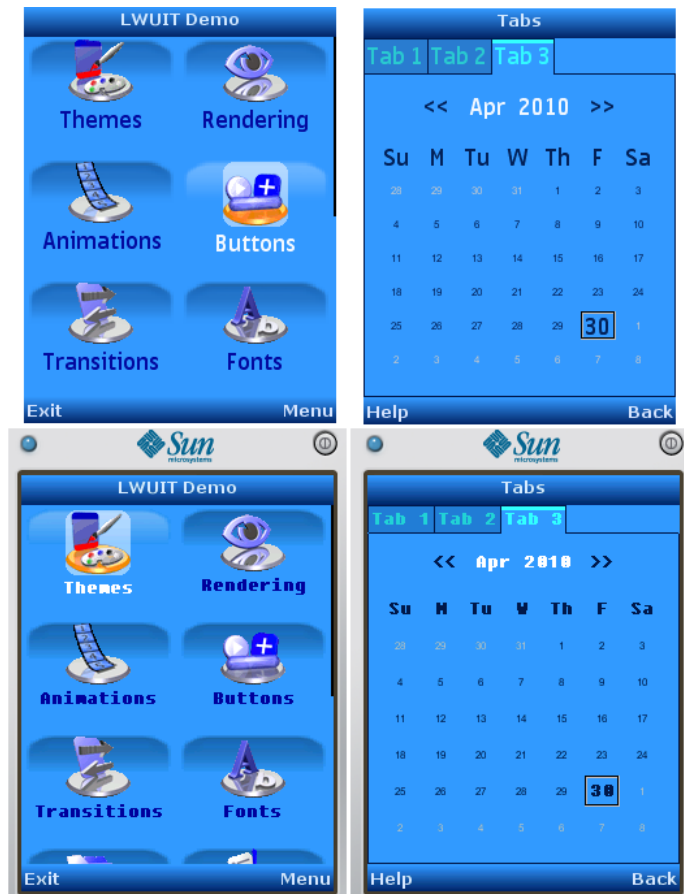 LWUIT Demo
Themes Rendering
Animations Buttons
Transitions Fonts
Exit Menu
Tabs
Tab 1 Tab 2 Tab 3
<< Apr 2010 >>
Su M Tu W Th F Sa
28 29 30 31 1 2 3
4 5 6 7 8 9 10
11 12 13 14 15 16 17
18 19 20 21 22 23 24
25 26 27 28 29 30 1
2 3 4 5 6 7 8
Help Back
Sun
microsystems
LWUIT Demo
Themes Rendering
Animations Buttons
Transitions Fonts
Exit Menu
Sun
microsystems
Tabs
Tab 1 Tab 2 Tab 3
<< Apr 2010 >>
Su M Tu W Th F Sa
28 29 30 31 1 2 3
4 5 6 7 8 9 10
11 12 13 14 15 16 17
18 19 20 21 22 23 24
25 26 27 28 29 30 1
2 3 4 5 6 7 8
Help Back